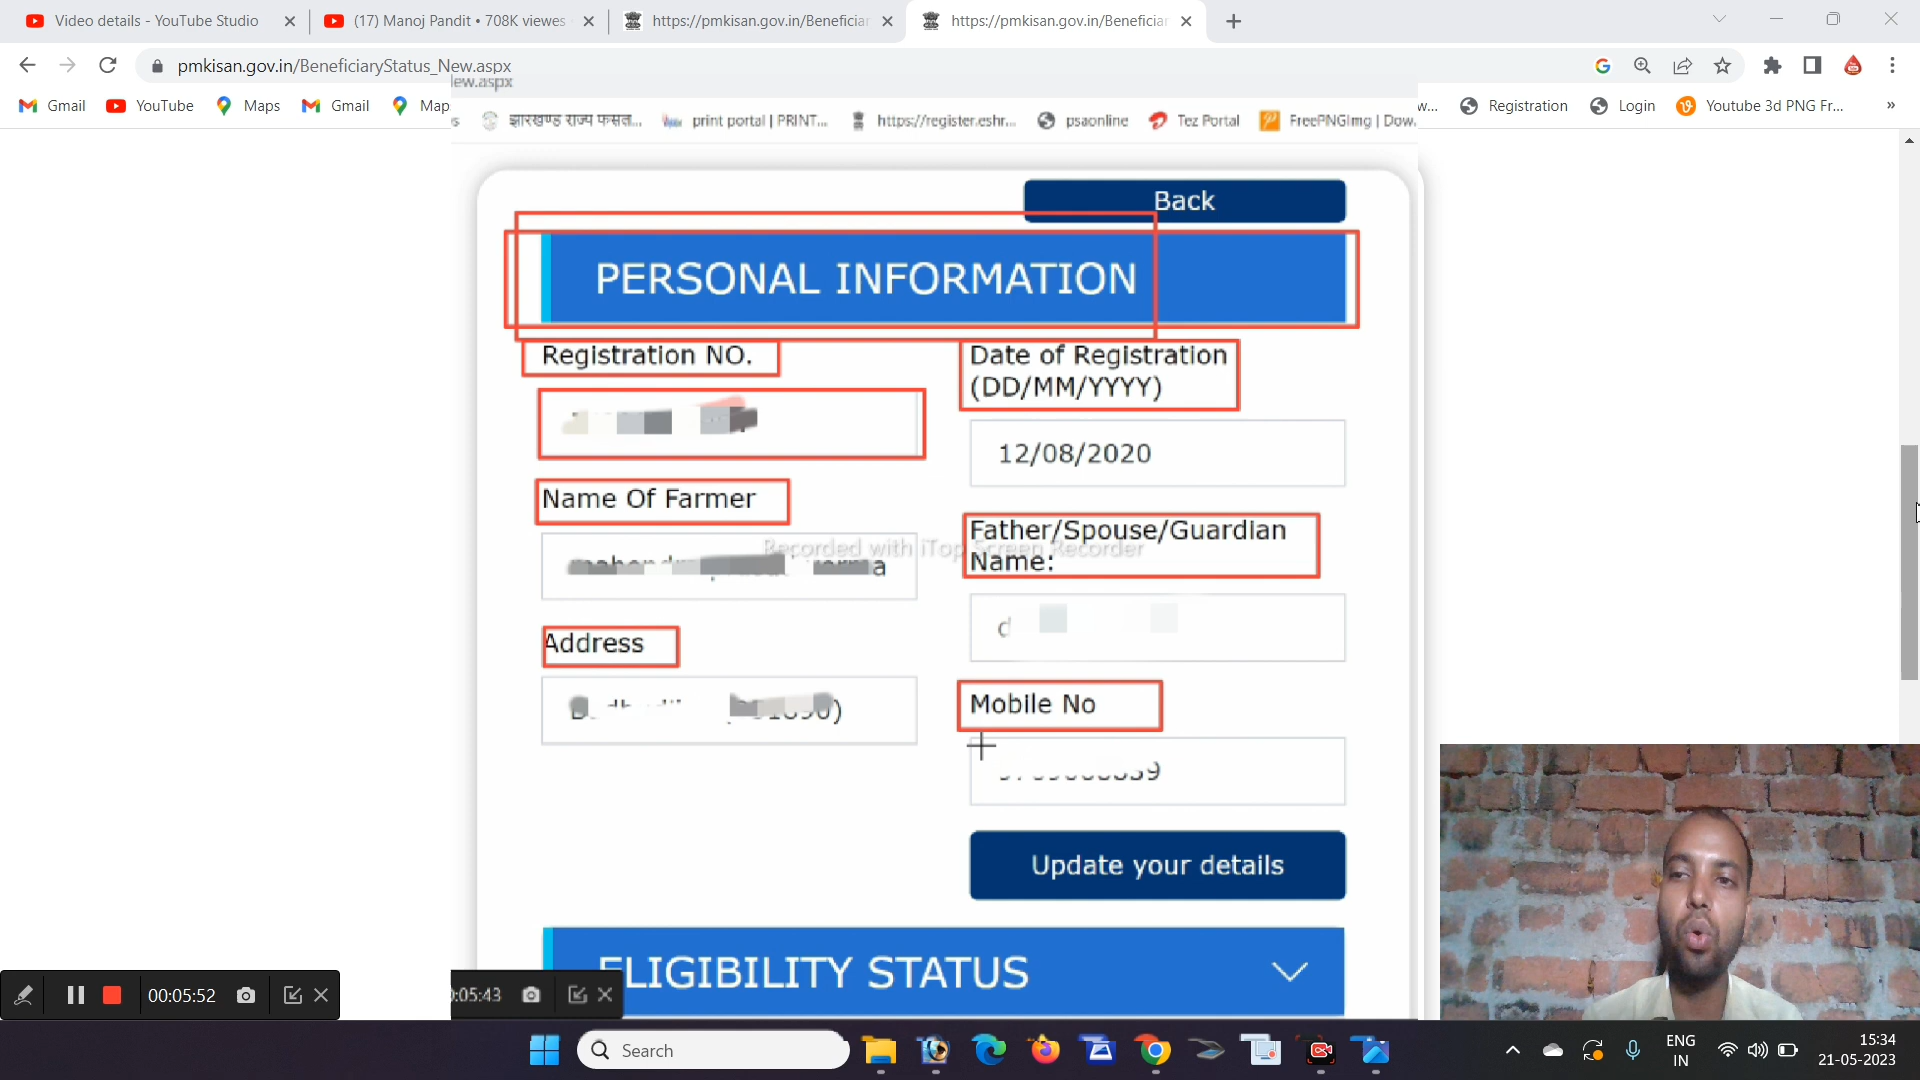 Video details - YouTube Studio
(17) Manoj Pandit • 708K viewes
https://pmkisan.gov.in/Beneficiar
https://pmkisan.gov.in/Beneficiar
pmkisan.gov.in/BeneficiaryStatus_New.aspx
lew.aspx
Gmail
YouTube
Maps
Gmail
Map
s
झारखण्ड राज्य फसल...
print portal | PRINT...
https://register.eshr...
psaonline
Tez Portal
FreePNGImg | Dow.
w...
Registration
Login
Youtube 3d PNG Fr...
»
Back
PERSONAL INFORMATION
Registration NO.
Date of Registration
(DD/MM/YYYY)
12/08/2020
Name Of Farmer
Father/Spouse/Guardian
Name:
Recorded with iTop Screen Recorder
Address
Mobile No
Update your details
ELIGIBILITY STATUS
00:05:52
:05:43
Search
ENG
IN
15:34
21-05-2023